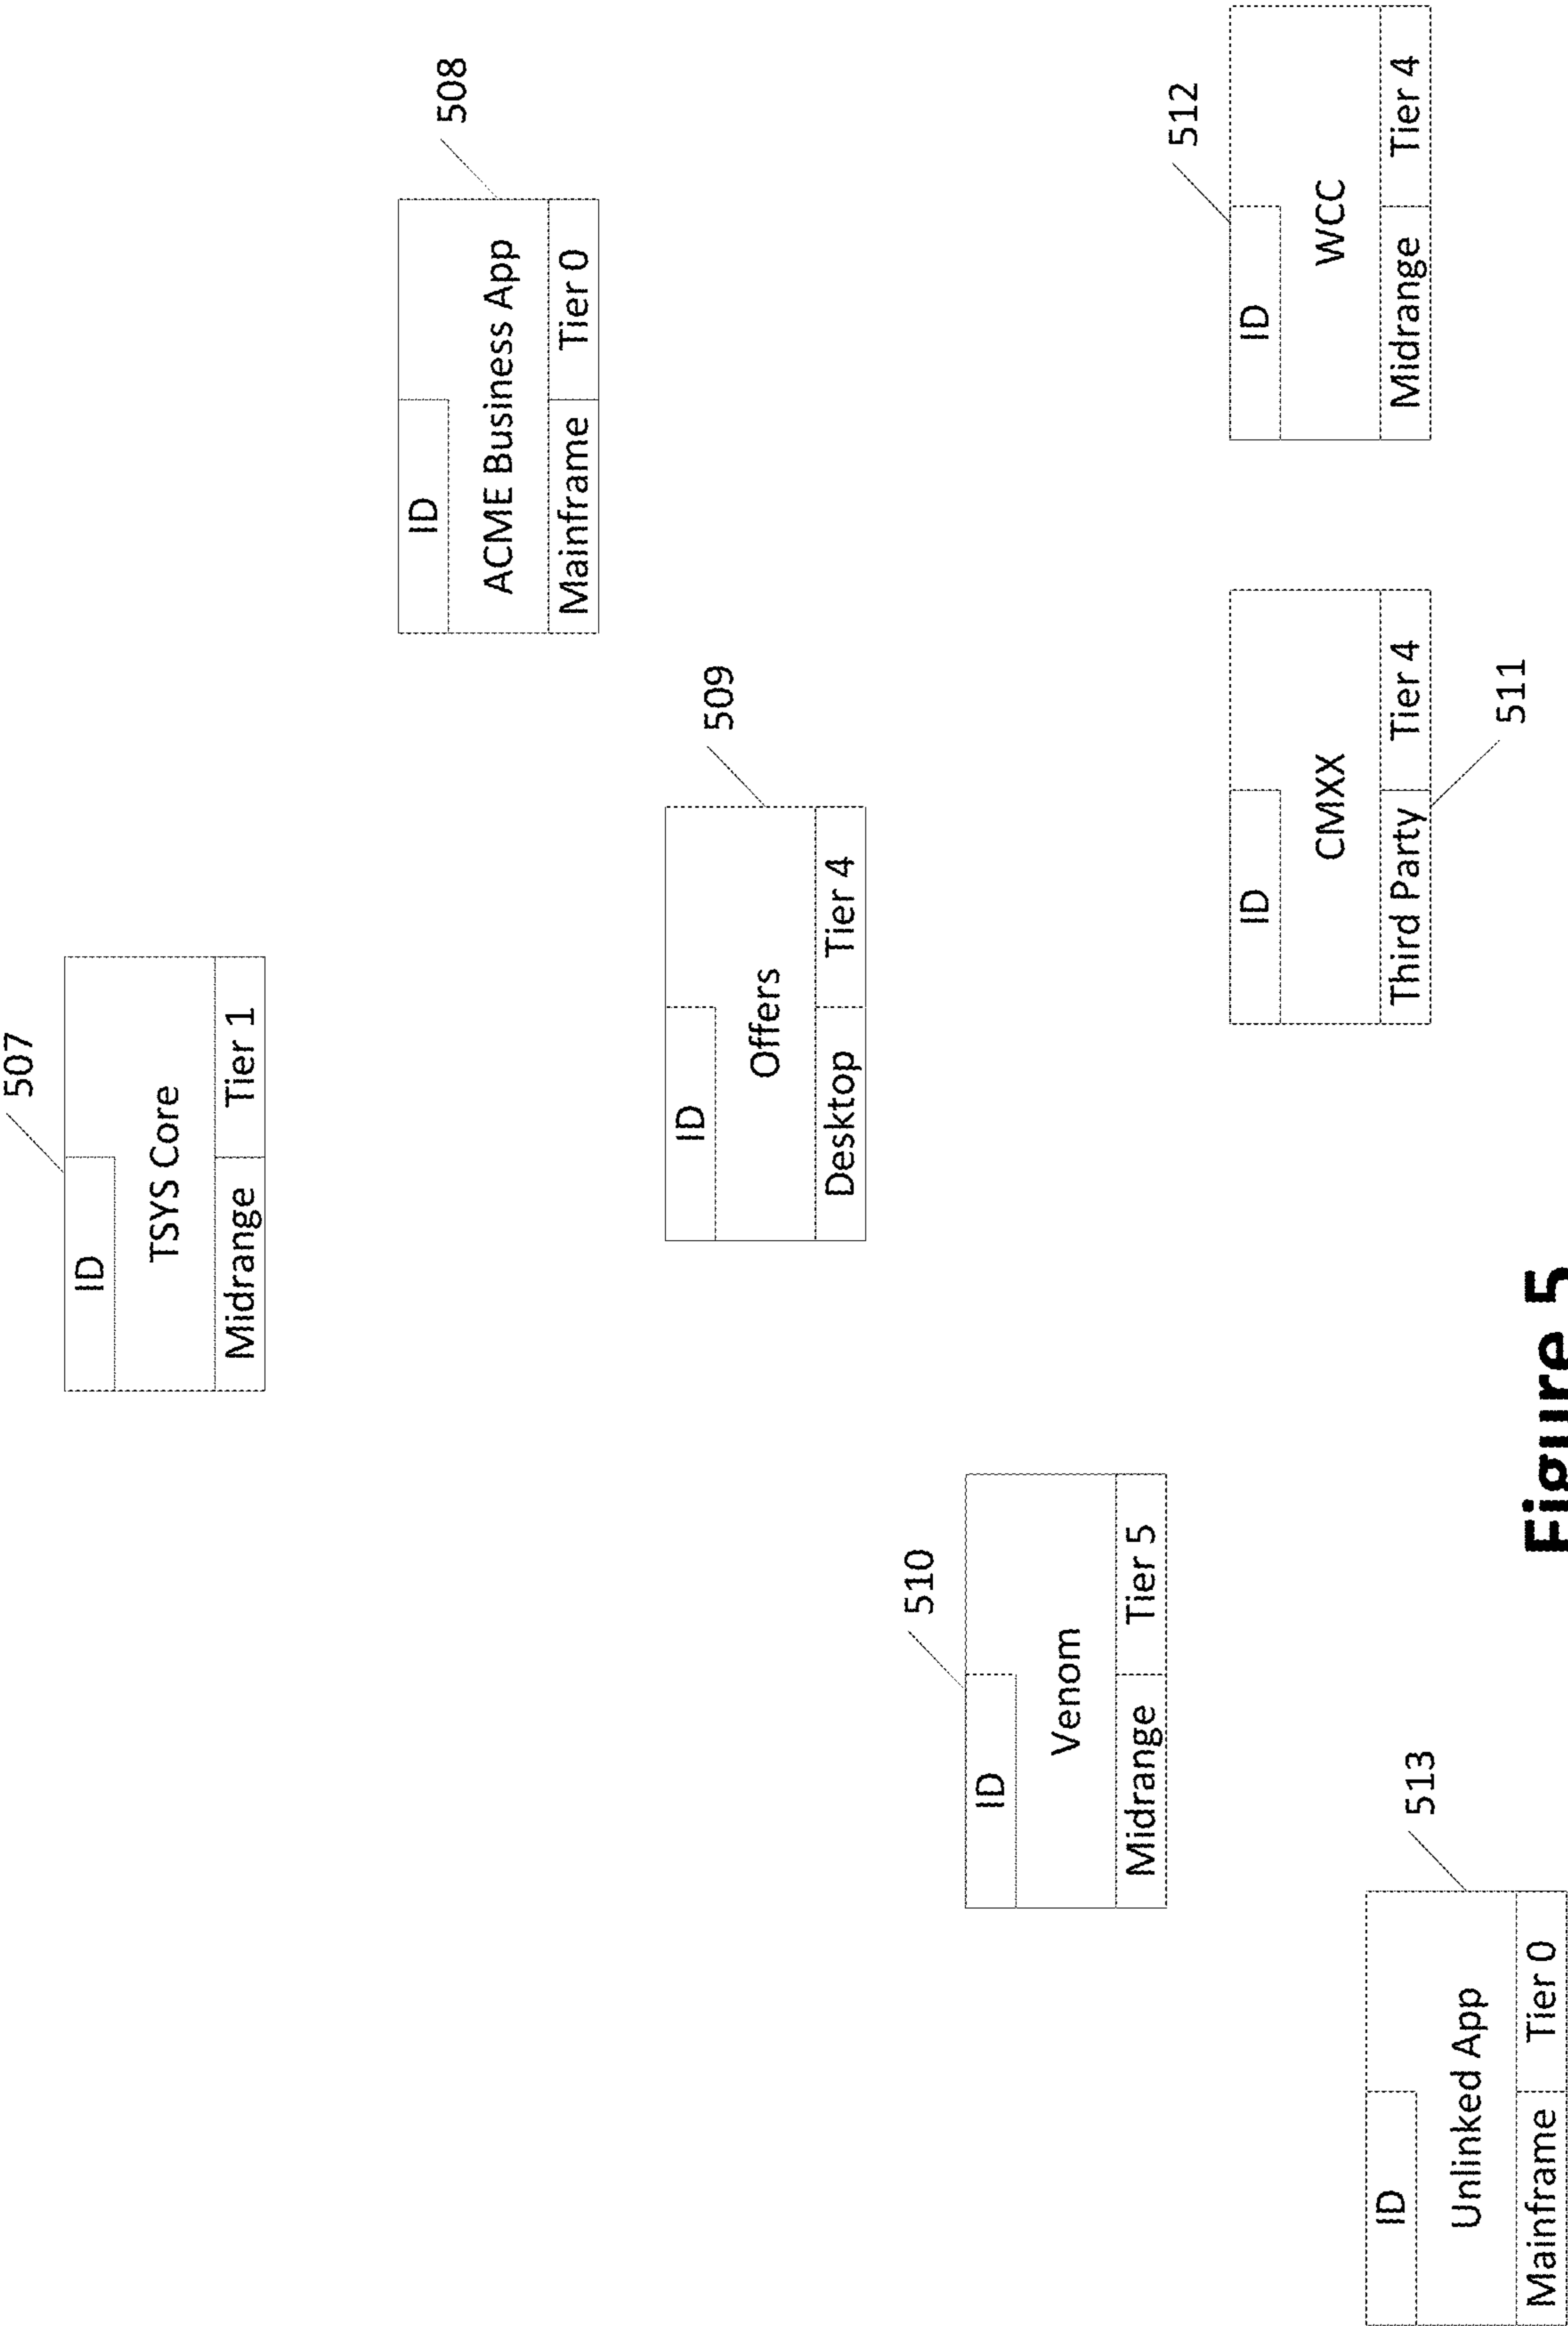 507
ID
TSYS Core
Midrange Tier 1
508
ID
ACME Business App
Mainframe Tier 0
509
ID
Offers
Desktop Tier 4
510
ID
Venom
Midrange Tier 5
512
ID
WCC
Midrange Tier 4
ID
CMXX
Third Party Tier 4
511
513
ID
Unlinked App
Mainframe Tier 0
Figure 5